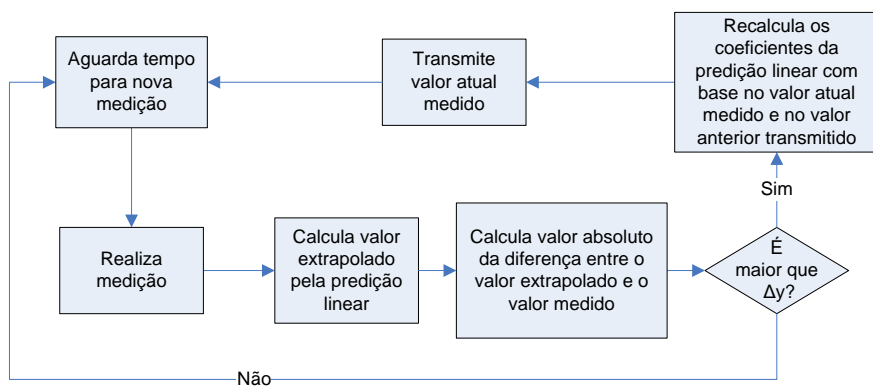 Aguarda tempo
para nova
medição
Transmite
valor atual
medido
Recalcula os
coeficientes da
predição linear com
base no valor atual
medido e no valor
anterior transmitido
Sim
Realiza
medição
Calcula valor
extrapolado
pela predição
linear
Calcula valor absoluto
da diferença entre o
valor extrapolado e o
valor medido
É
maior que
Δy?
Não